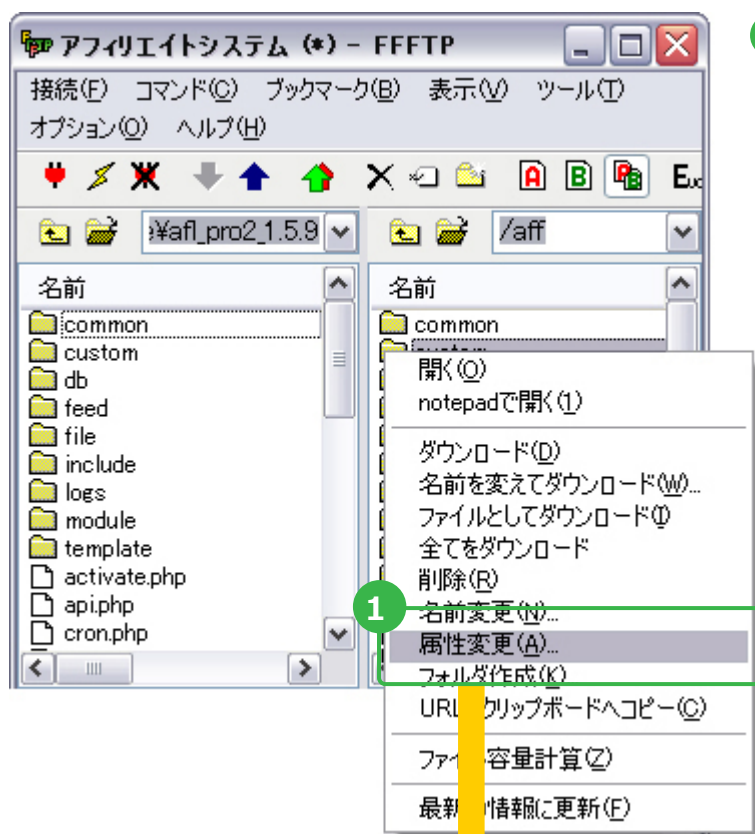 アフィリエイトシステム (*) - FFFTP
接続(F) コマンド(C) ブックマーク(B) 表示(V) ツール(T)
オプション(O) ヘルプ(H)
¥afl_pro2_1.5.9 /aff
名前
common
custom
db
feed
file
include
logs
module
template
activate.php
api.php
cron.php
名前
common
開く(O)
notepadで開く(1)
ダウンロード(D)
名前を変えてダウンロード(W)...
ファイルとしてダウンロード(I)
全てをダウンロード
削除(R)
1
名前変更(N)...
属性変更(A)...
フォルダ作成(K)
URL クリップボードへコピー(C)
ファイ 容量計算(Z)
最新 情報に更新(F)